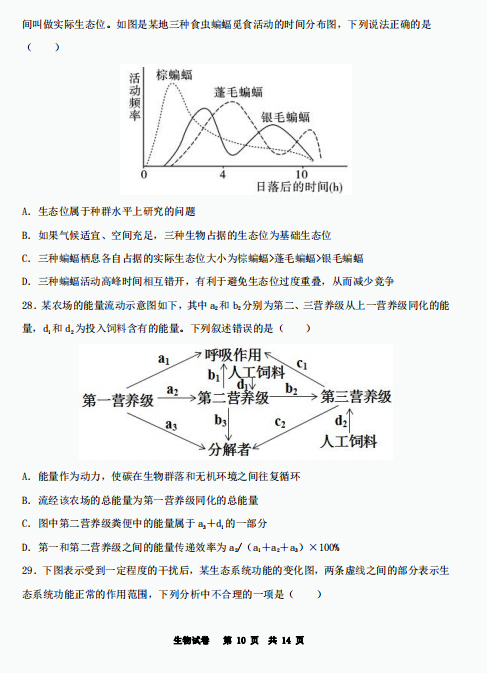 间叫做实际生态位。如图是某地三种食虫蝙蝠觅食活动的时间分布图，下列说法正确的是
（　　）
活动频率
棕蝙蝠
蓬毛蝙蝠
银毛蝙蝠
0 4 10
日落后的时间(h)
A．生态位属于种群水平上研究的问题
B．如果气候适宜、空间充足，三种生物占据的生态位为基础生态位
C．三种蝙蝠栖息各自占据的实际生态位大小为棕蝙蝠>蓬毛蝙蝠>银毛蝙蝠
D．三种蝙蝠活动高峰时间相互错开，有利于避免生态位过度重叠，从而减少竞争
28．某农场的能量流动示意图如下，其中 a₂和 b₂分别为第二、三营养级从上一营养级同化的能
量，d₁和 d₂为投入饲料含有的能量。下列叙述错误的是（　　）
a₁ 呼吸作用 c₁
b₁ 人工饲料
d₁
第一营养级 a₂ 第二营养级 b₂ 第三营养级
a₃ b₃ c₂ d₂
分解者 人工饲料
A．能量作为动力，使碳在生物群落和无机环境之间往复循环
B．流经该农场的总能量为第一营养级同化的总能量
C．图中第二营养级粪便中的能量属于 a₃＋d₁的一部分
D．第一和第二营养级之间的能量传递效率为 a₂/（a₁＋a₂＋a₃）×100%
29．下图表示受到一定程度的干扰后，某生态系统功能的变化图，两条虚线之间的部分表示生
态系统功能正常的作用范围，下列分析中不合理的一项是（　　）
生物试卷 第 10 页 共 14 页